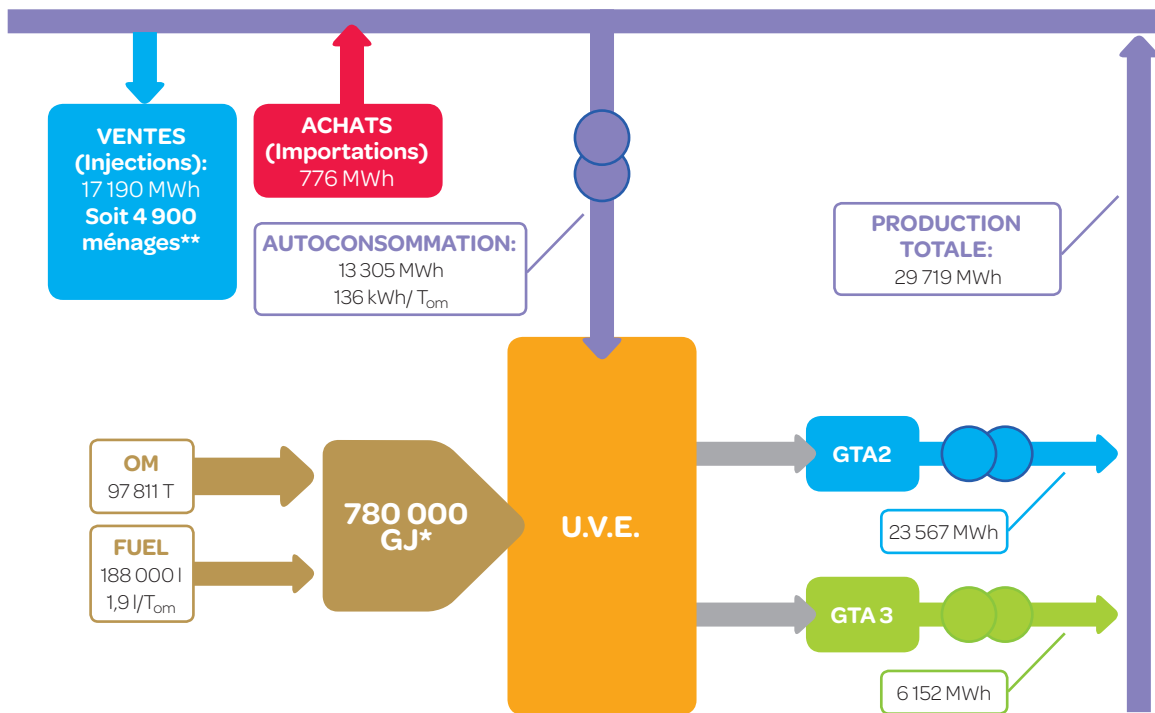 VENTES
(Injections):
17 190 MWh
Soit 4 900
ménages**
ACHATS
(Importations)
776 MWh
AUTOCONSOMMATION:
13 305 MWh
136 kWh/ Tom
PRODUCTION
TOTALE:
29 719 MWh
OM
97 811 T
FUEL
188 000 l
1,9 l/Tom
780 000
GJ*
U.V.E.
GTA2
23 567 MWh
GTA 3
6 152 MWh